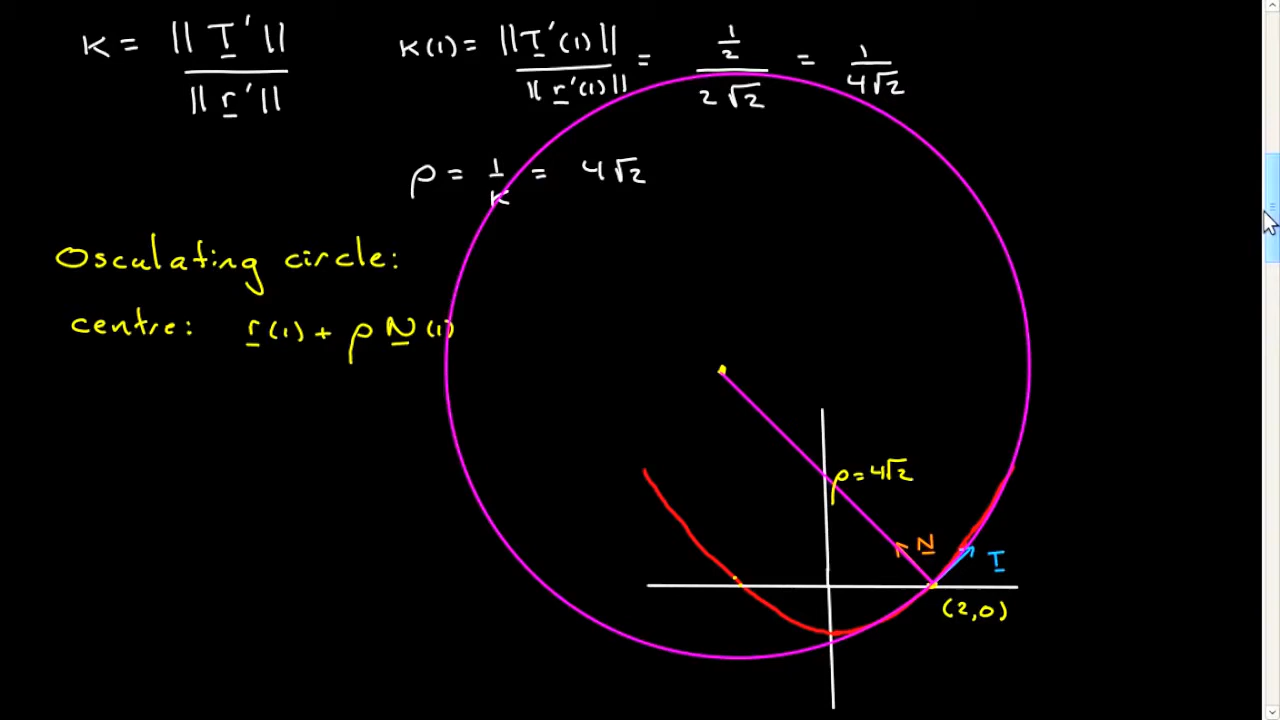 κ = ||T'|| / ||r'||
κ(1) = ||T'(1)|| / ||r'(1)|| = 1/2 / 2√2 = 1/4√2
ρ = 1/κ = 4√2
Osculating circle:
centre: r(1) + ρ N(1)
ρ=4√2
N
T
(2,0)